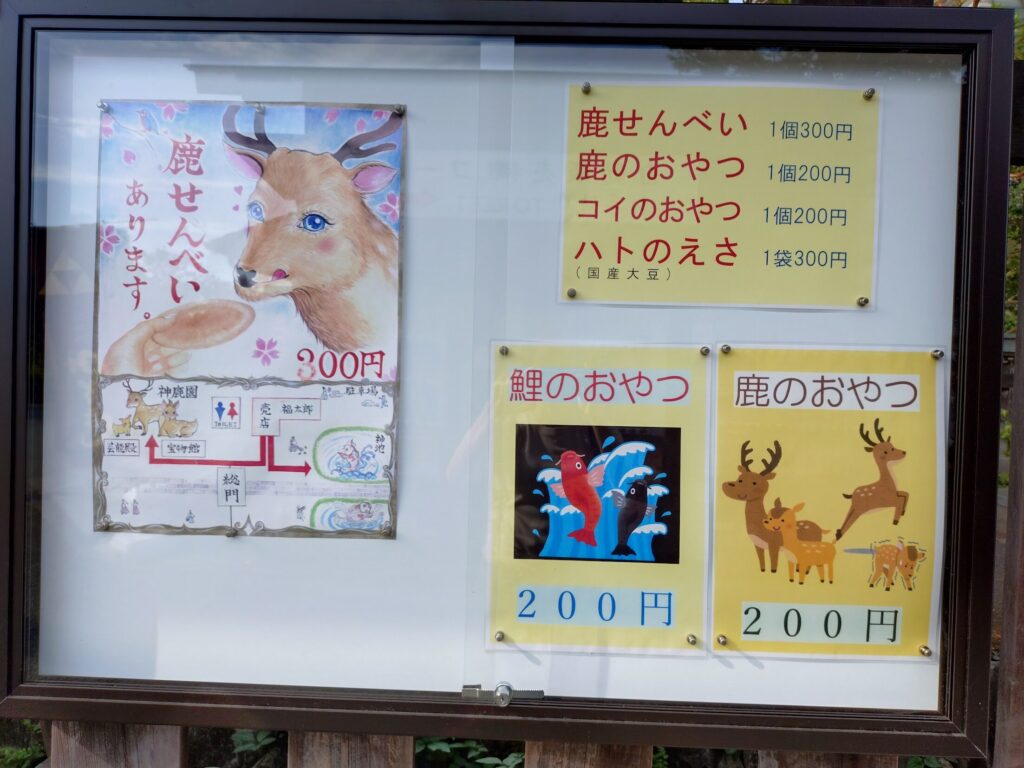 鹿せんべい
あります。
300円
神鹿園
駐車場
売店
福太郎
TOILET
神池
芸能殿
宝物館
総門
鹿せんべい 1個300円
鹿のおやつ 1個200円
コイのおやつ 1個200円
ハトのえさ 1袋300円
(国産大豆)
鯉のおやつ
200円
鹿のおやつ
200円